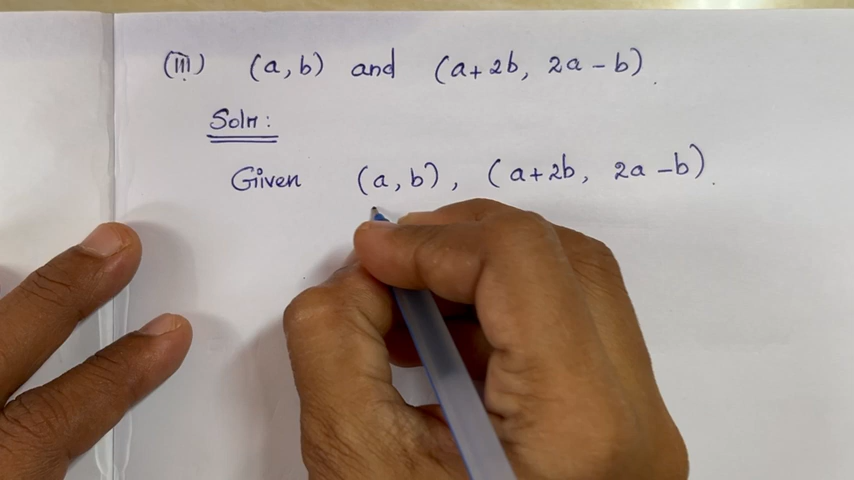 (III) (a, b) and (a+2b, 2a-b).
Soln:
Given (a, b), (a+2b, 2a-b).